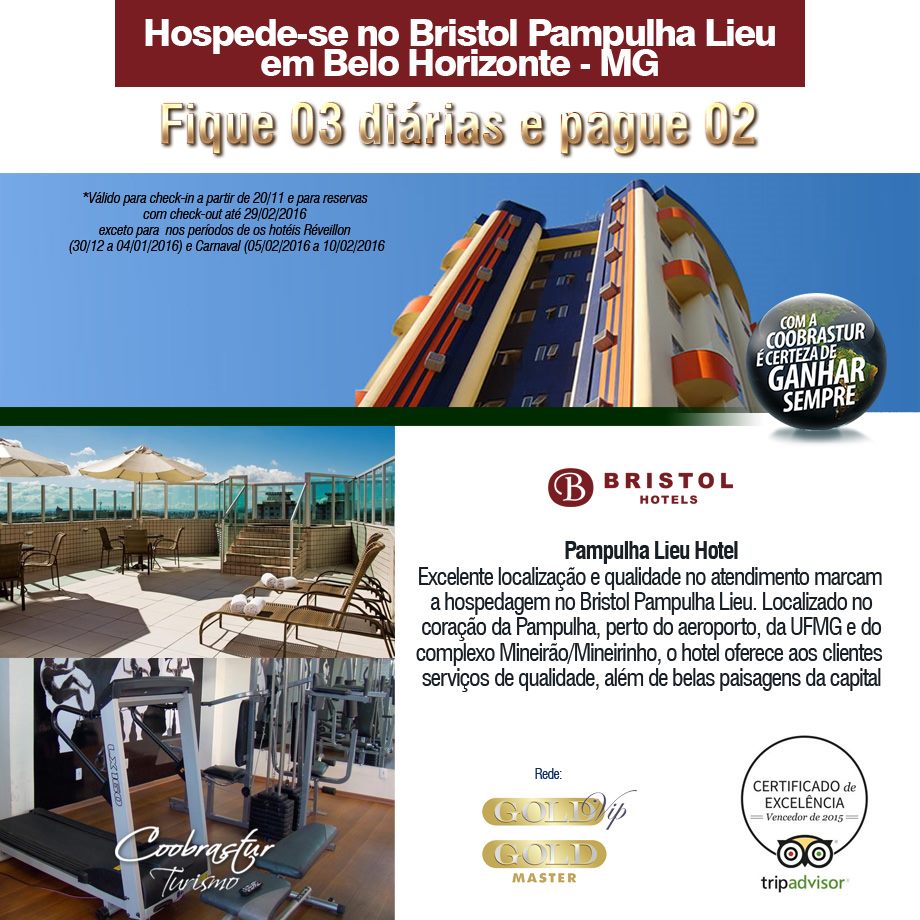 Hospede-se no Bristol Pampulha Lieu
em Belo Horizonte - MG
Fique 03 diárias e pague 02
*Válido para check-in a partir de 20/11 e para reservas
com check-out até 29/02/2016
exceto para nos períodos de os hotéis Réveillon
(30/12 a 04/01/2016) e Carnaval (05/02/2016 a 10/02/2016
COM A
COOBRASTUR
É CERTEZA DE
GANHAR
SEMPRE
B BRISTOL
HOTELS
Pampulha Lieu Hotel
Excelente localização e qualidade no atendimento marcam
a hospedagem no Bristol Pampulha Lieu. Localizado no
coração da Pampulha, perto do aeroporto, da UFMG e do
complexo Mineirão/Mineirinho, o hotel oferece aos clientes
serviços de qualidade, além de belas paisagens da capital
Rede:
GOLD Vip
GOLD
MASTER
CERTIFICADO de
EXCELÊNCIA
Vencedor de 2015
tripadvisor®
Coobrastur
Turismo